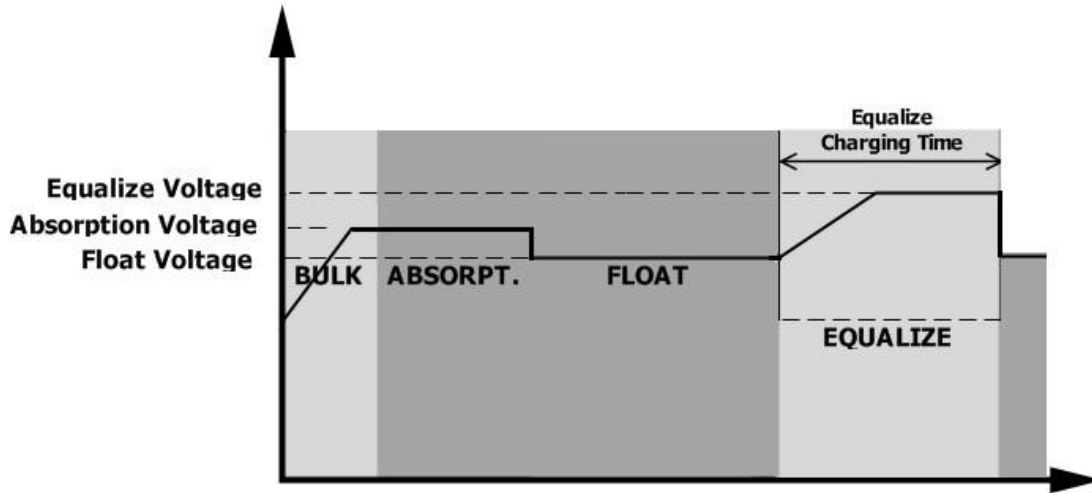 Equalize
Charging Time
Equalize Voltage
Absorption Voltage
Float Voltage
BULK
ABSORPT.
FLOAT
EQUALIZE